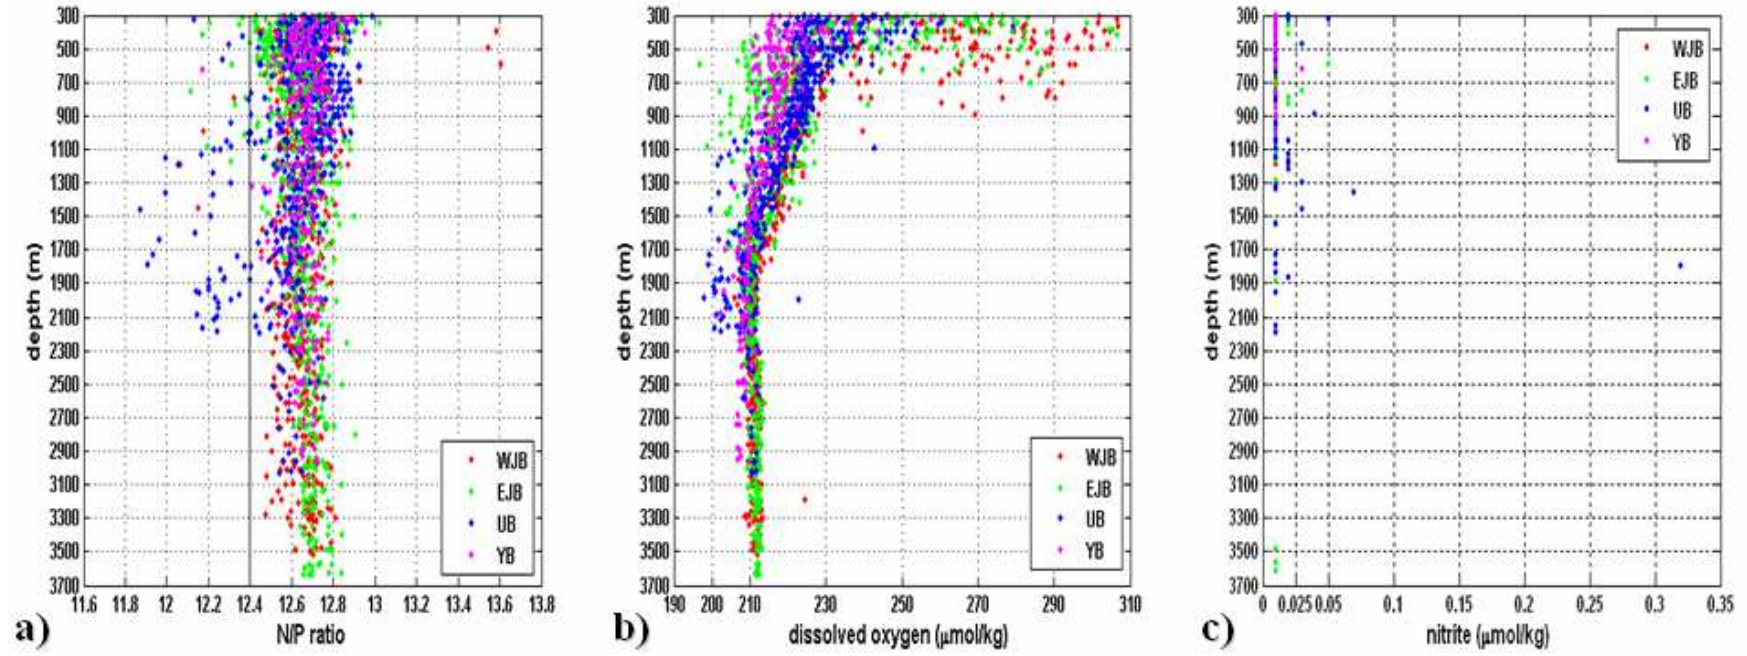 300
500
700
900
1100
1300
1500
1700
1900
2100
2300
2500
2700
2900
3100
3300
3500
3700
depth (m)
11.6 11.8 12 12.2 12.4 12.6 12.8 13 13.2 13.4 13.6 13.8
N/P ratio
WJB
EJB
UB
YB
a)
300
500
700
900
1100
1300
1500
1700
1900
2100
2300
2500
2700
2900
3100
3300
3500
3700
depth (m)
190 200 210 230 250 270 290 310
dissolved oxygen (μmol/kg)
WJB
EJB
UB
YB
b)
300
500
700
900
1100
1300
1500
1700
1900
2100
2300
2500
2700
2900
3100
3300
3500
3700
depth (m)
0 0.025 0.05 0.1 0.15 0.2 0.25 0.3 0.35
nitrite (μmol/kg)
WJB
EJB
UB
YB
c)